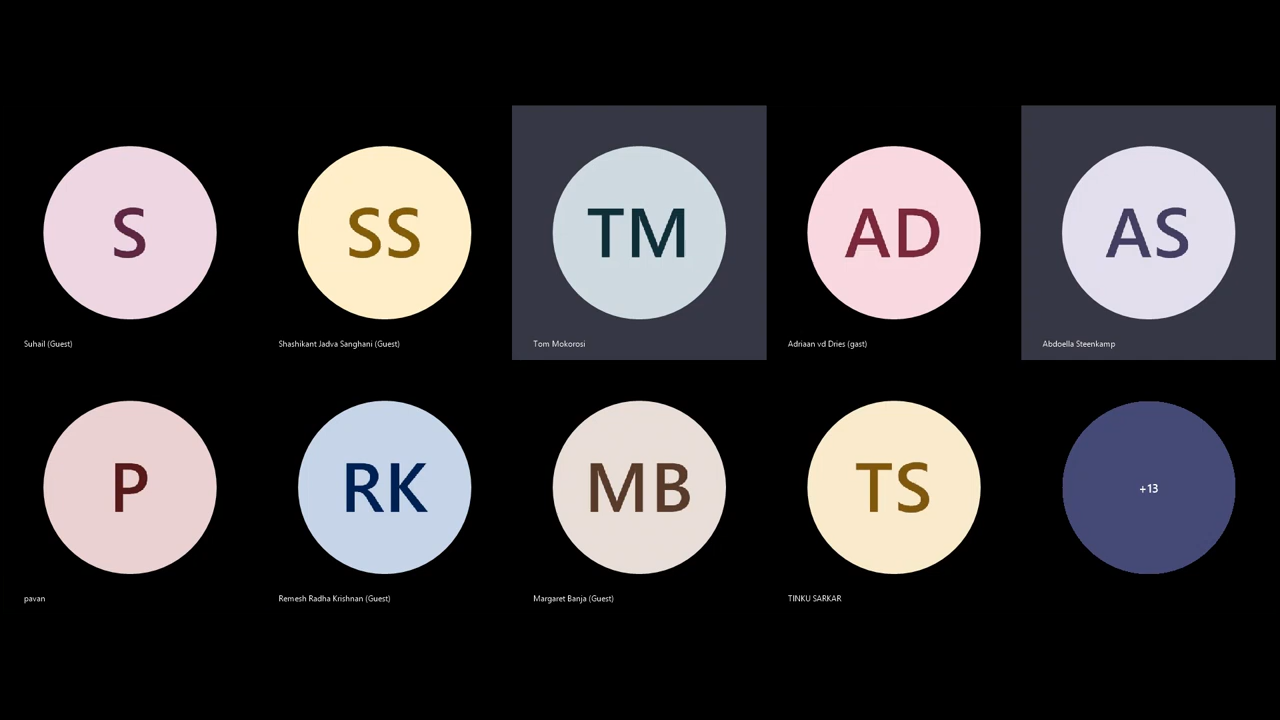 S
SS
TM
AD
AS
Suhail (Guest)
Shashikant Jadva Sanghani (Guest)
Tom Mokorosi
Adriaan vd Dries (gast)
Abdoella Steenkamp
P
RK
MB
TS
+13
pavan
Remesh Radha Krishnan (Guest)
Margaret Banja (Guest)
TINKU SARKAR